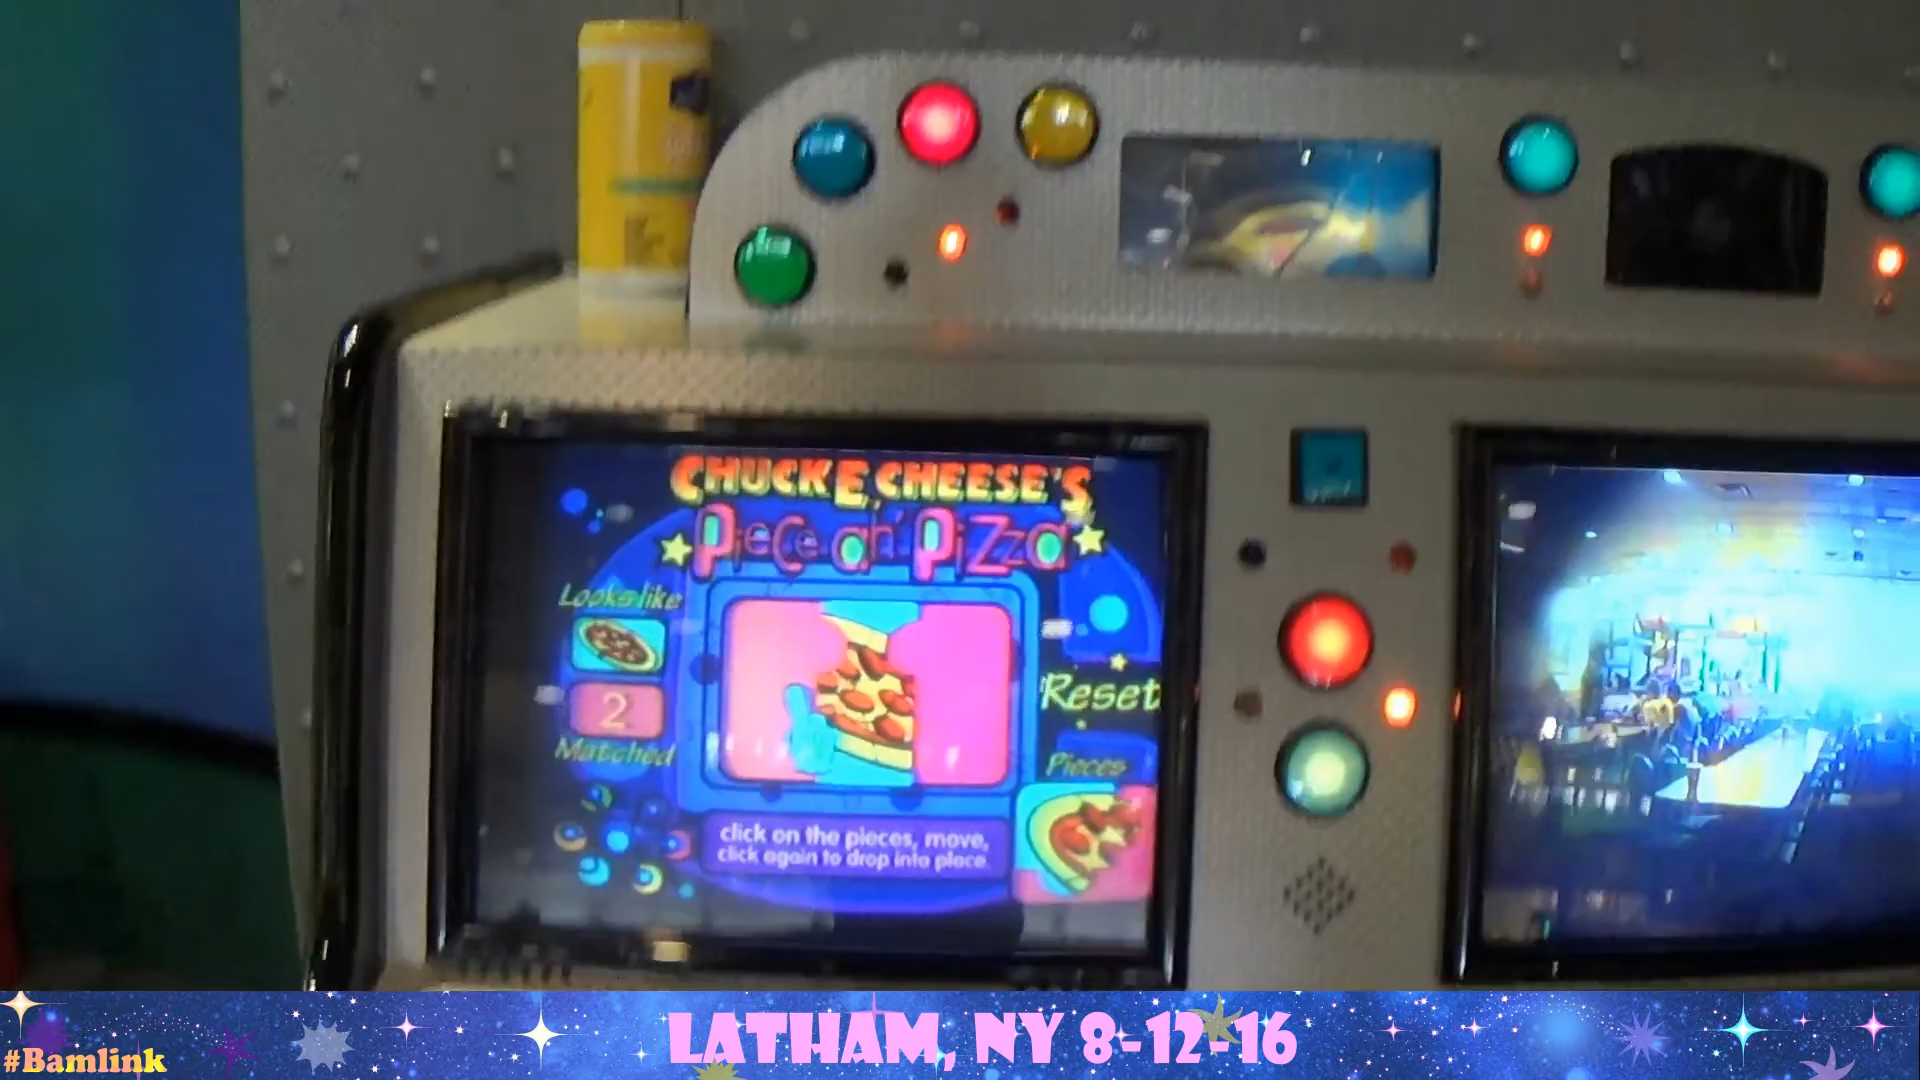 CHUCK E. CHEESE'S
Piece an' Pizza
Looks like
2
Matched
Reset
Pieces
click on the pieces, move,
click again to drop into place.
#Bamlink
LATHAM, NY 8-12-16